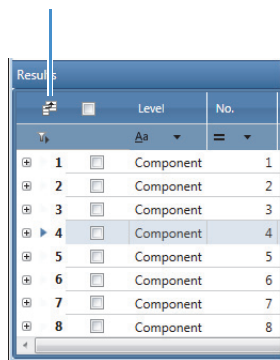 Results
Level No.
Aa =
1 Component 1
2 Component 2
3 Component 3
4 Component 4
5 Component 5
6 Component 6
7 Component 7
8 Component 8